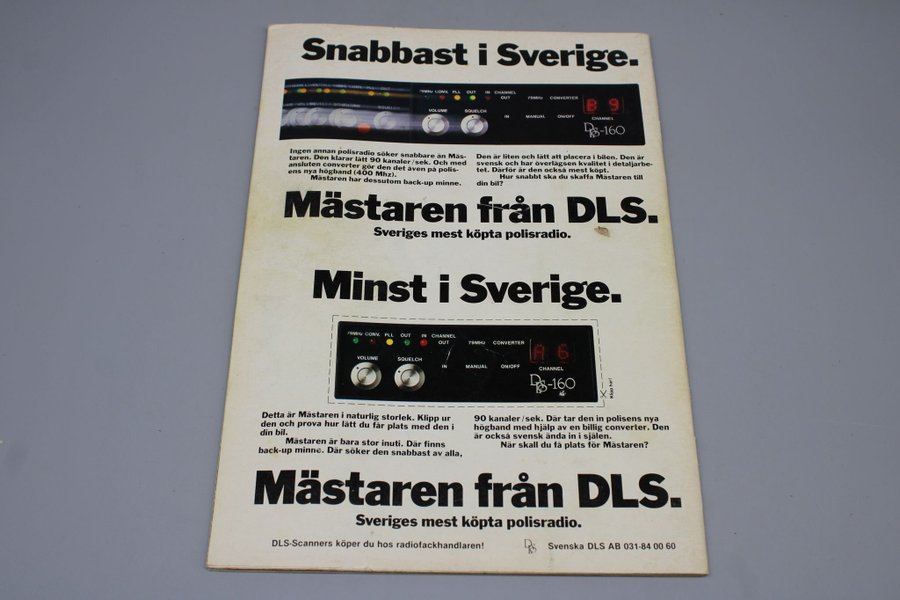 Snabbast i Sverige.
79MHz CONV. PLL OUT IN CHANNEL
OUT 79MHz CONVERTER
VOLUME SQUELCH
IN MANUAL ON/OFF
B 9
CHANNEL
DLS-160
Ingen annan polisradio söker snabbare än Mäs-
taren. Den klarar lätt 90 kanaler/sek. Och med
ansluten converter gör den det även på polis-
ens nya högband (400 Mhz).
Mästaren har dessutom back-up minne.
Den är liten och lätt att placera i bilen. Den är
svensk och har överlägsen kvalitet i detaljarbe-
tet. Därför är den också mest köpt.
Hur snabbt ska du skaffa Mästaren till
din bil?
Mästaren från DLS.
Sveriges mest köpta polisradio.
Minst i Sverige.
79MHz CONV. PLL OUT IN CHANNEL
OUT 79MHz CONVERTER
VOLUME SQUELCH
IN MANUAL ON/OFF
A 6
CHANNEL
DLS-160
Klipp här!
Detta är Mästaren i naturlig storlek. Klipp ur
den och prova hur lätt du får plats med den i
din bil.
Mästaren är bara stor inuti. Där finns
back-up minne. Där söker den snabbast av alla,
90 kanaler/sek. Där tar den in polisens nya
högband med hjälp av en billig converter. Den
är också svensk ända in i själen.
När skall du få plats för Mästaren?
Mästaren från DLS.
Sveriges mest köpta polisradio.
DLS-Scanners köper du hos radiofackhandlaren!
DLS Svenska DLS AB 031-84 00 60